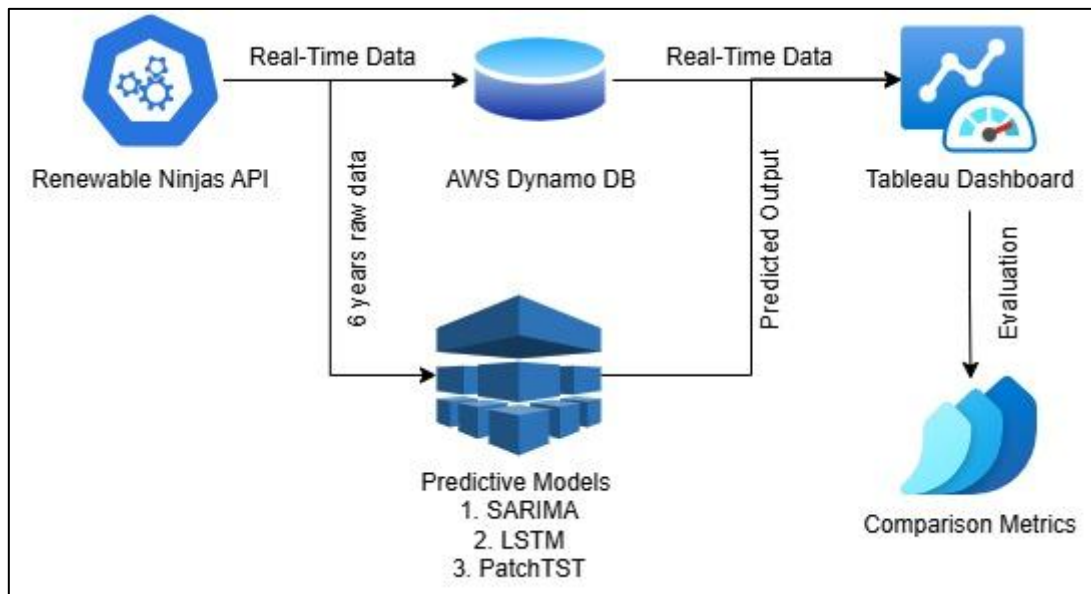 Real-Time Data
Real-Time Data
Renewable Ninjas API
AWS Dynamo DB
Tableau Dashboard
6 years raw data
Predicted Output
Evaluation
Predictive Models
1. SARIMA
2. LSTM
3. PatchTST
Comparison Metrics